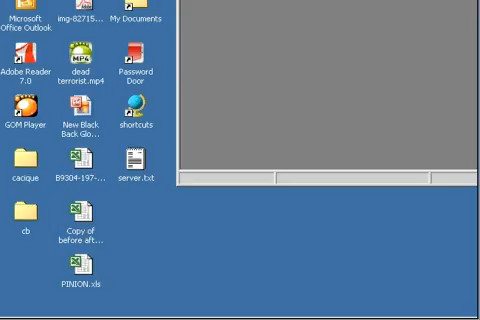 Microsoft
Office Outlook
img-82715...
My Documents
Adobe Reader
7.0
MP4
dead
terrorist.mp4
Password
Door
GOM Player
New Black
Back Glo...
shortcuts
cacique
B9304-197-...
server.txt
cb
Copy of
before aft...
PINION.xls